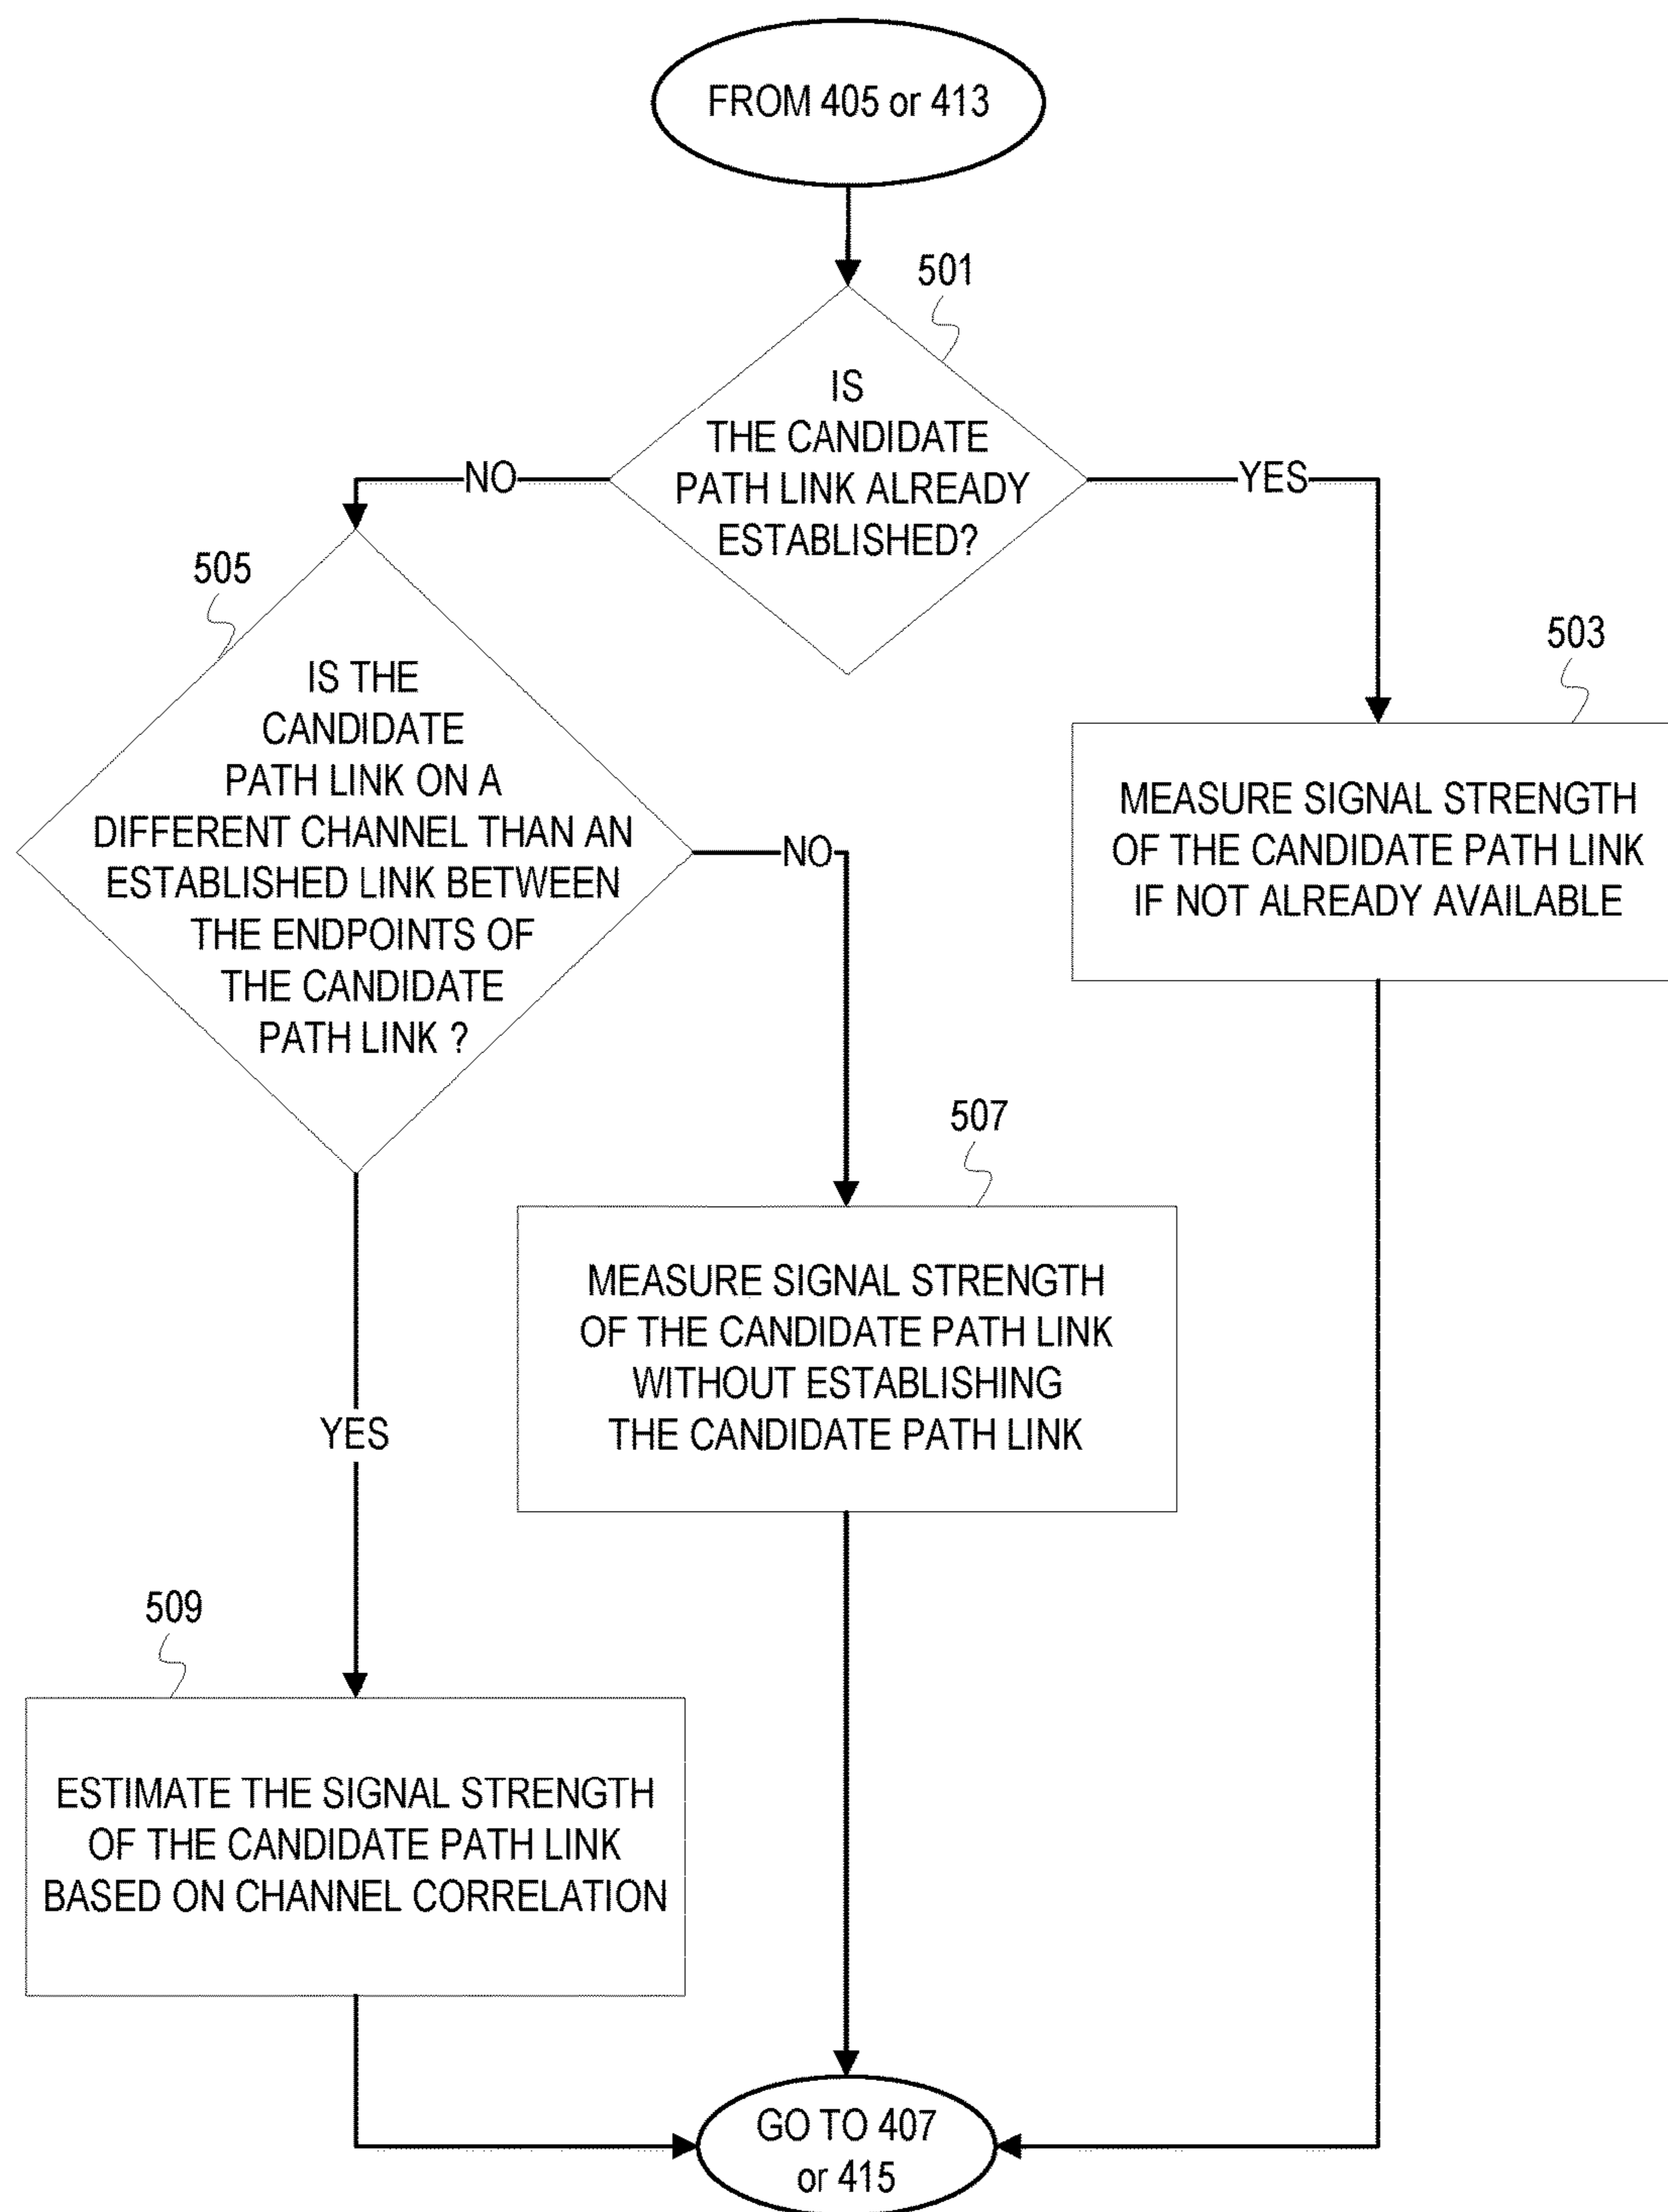 FROM 405 or 413
501
IS
THE CANDIDATE
PATH LINK ALREADY
ESTABLISHED?
NO
YES
505
IS THE
CANDIDATE
PATH LINK ON A
DIFFERENT CHANNEL THAN AN
ESTABLISHED LINK BETWEEN
THE ENDPOINTS OF
THE CANDIDATE
PATH LINK ?
NO
YES
503
MEASURE SIGNAL STRENGTH
OF THE CANDIDATE PATH LINK
IF NOT ALREADY AVAILABLE
507
MEASURE SIGNAL STRENGTH
OF THE CANDIDATE PATH LINK
WITHOUT ESTABLISHING
THE CANDIDATE PATH LINK
509
ESTIMATE THE SIGNAL STRENGTH
OF THE CANDIDATE PATH LINK
BASED ON CHANNEL CORRELATION
GO TO 407
or 415